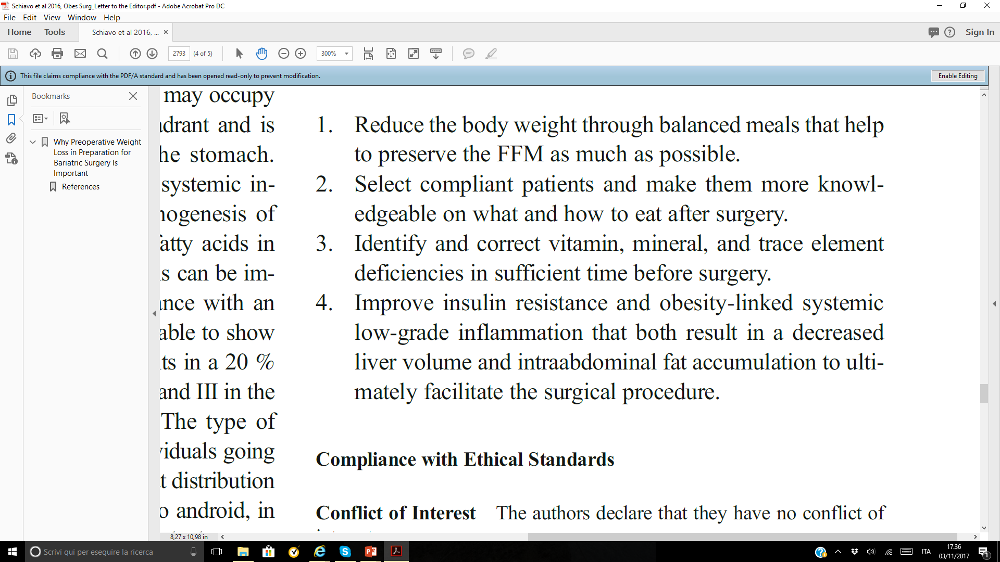 Schiavo et al 2016, Obes Surg_Letter to the Editor.pdf - Adobe Acrobat Pro DC
File Edit View Window Help
Home Tools Schiavo et al 2016, ... × Sign In
2793 (4 of 5) 300%
This file claims compliance with the PDF/A standard and has been opened read-only to prevent modification. Enable Editing
Bookmarks
Why Preoperative Weight
Loss in Preparation for
Bariatric Surgery Is
Important
References
may occupy
adrant and is
he stomach.
systemic in-
nogenesis of
fatty acids in
s can be im-
ance with an
able to show
ts in a 20 %
and III in the
The type of
viduals going
t distribution
o android, in
1. Reduce the body weight through balanced meals that help
to preserve the FFM as much as possible.
2. Select compliant patients and make them more knowl-
edgeable on what and how to eat after surgery.
3. Identify and correct vitamin, mineral, and trace element
deficiencies in sufficient time before surgery.
4. Improve insulin resistance and obesity-linked systemic
low-grade inflammation that both result in a decreased
liver volume and intraabdominal fat accumulation to ulti-
mately facilitate the surgical procedure.
Compliance with Ethical Standards
Conflict of Interest The authors declare that they have no conflict of
8,27 x 10,98 in
Scrivi qui per eseguire la ricerca
ITA
17.36
03/11/2017
1